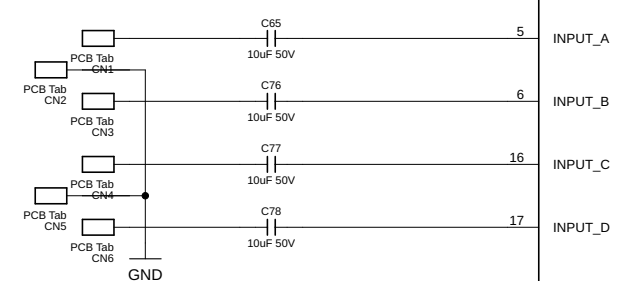 C65
5
INPUT_A
10uF 50V
PCB Tab
CN1
PCB Tab
CN2
C76
6
INPUT_B
10uF 50V
PCB Tab
CN3
C77
16
INPUT_C
10uF 50V
PCB Tab
CN4
PCB Tab
CN5
C78
17
INPUT_D
10uF 50V
PCB Tab
CN6
GND